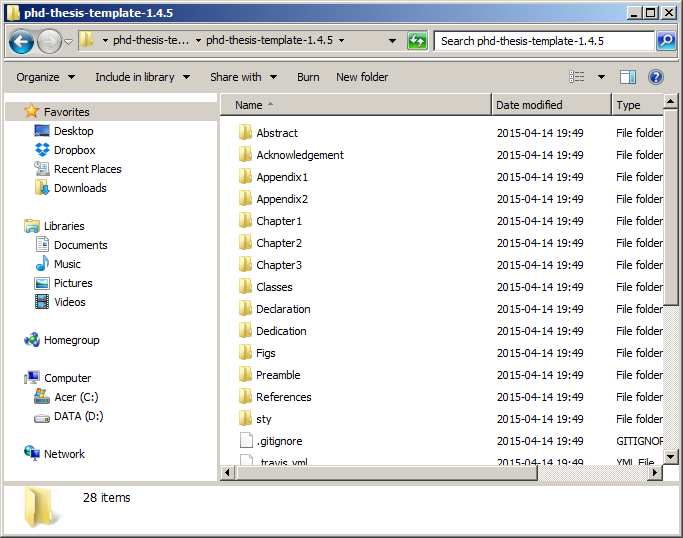 phd-thesis-template-1.4.5
phd-thesis-te... phd-thesis-template-1.4.5 Search phd-thesis-template-1.4.5
Organize Include in library Share with Burn New folder
Favorites
Desktop
Dropbox
Recent Places
Downloads
Libraries
Documents
Music
Pictures
Videos
Homegroup
Computer
Acer (C:)
DATA (D:)
Network
Name Date modified Type
Abstract 2015-04-14 19:49 File folder
Acknowledgement 2015-04-14 19:49 File folder
Appendix1 2015-04-14 19:49 File folder
Appendix2 2015-04-14 19:49 File folder
Chapter1 2015-04-14 19:49 File folder
Chapter2 2015-04-14 19:49 File folder
Chapter3 2015-04-14 19:49 File folder
Classes 2015-04-14 19:49 File folder
Declaration 2015-04-14 19:49 File folder
Dedication 2015-04-14 19:49 File folder
Figs 2015-04-14 19:49 File folder
Preamble 2015-04-14 19:49 File folder
References 2015-04-14 19:49 File folder
sty 2015-04-14 19:49 File folder
.gitignore 2015-04-14 19:49 GITIGNOR
.travis.yml 2015-04-14 19:49 YML File
28 items